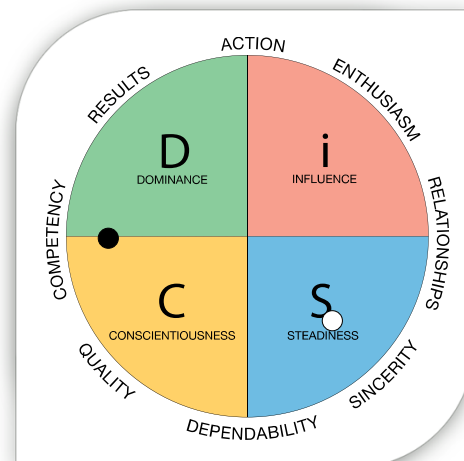 ACTION
ENTHUSIASM
RELATIONSHIPS
SINCERITY
DEPENDABILITY
QUALITY
COMPETENCY
RESULTS
D
DOMINANCE
i
INFLUENCE
C
CONSCIENTIOUSNESS
S
STEADINESS